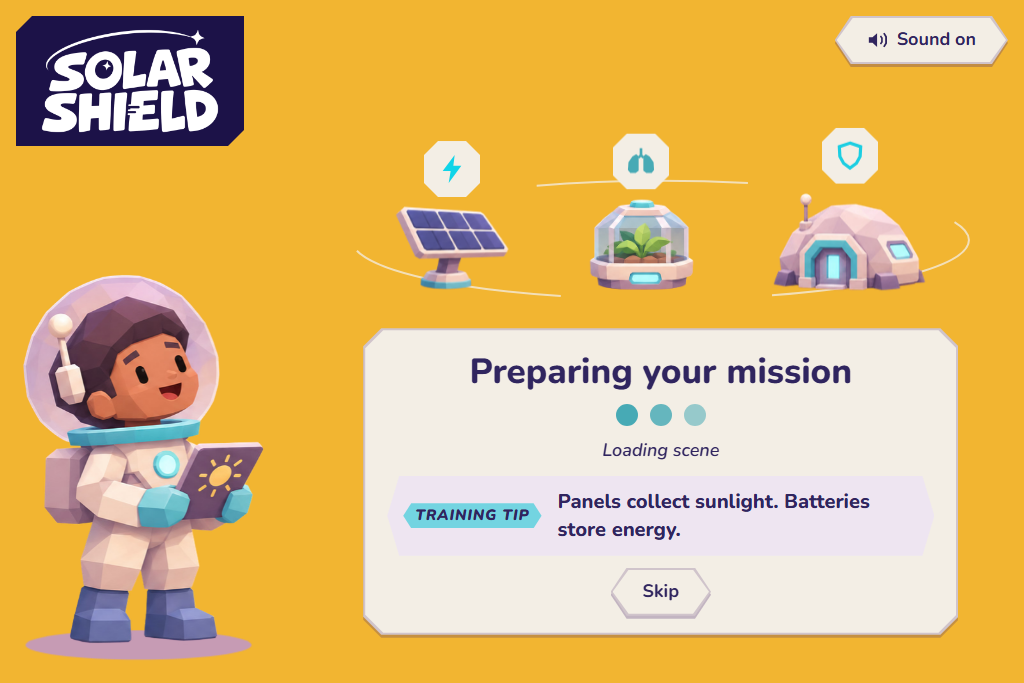 SOLAR
SHIELD
Sound on
Preparing your mission
Loading scene
TRAINING TIP
Panels collect sunlight. Batteries
store energy.
Skip